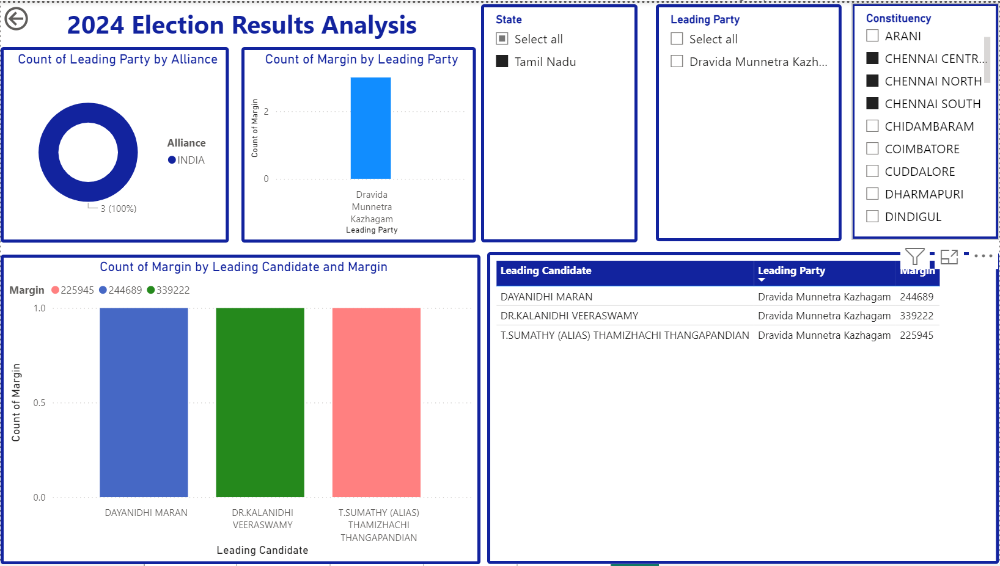 2024 Election Results Analysis
Count of Leading Party by Alliance
Alliance
INDIA
3 (100%)
Count of Margin by Leading Party
Count of Margin
2
0
Dravida
Munnetra
Kazhagam
Leading Party
State
Select all
Tamil Nadu
Leading Party
Select all
Dravida Munnetra Kazh...
Constituency
ARANI
CHENNAI CENTR...
CHENNAI NORTH
CHENNAI SOUTH
CHIDAMBARAM
COIMBATORE
CUDDALORE
DHARMAPURI
DINDIGUL
Count of Margin by Leading Candidate and Margin
Margin 225945 244689 339222
Count of Margin
1.0
0.5
0.0
DAYANIDHI MARAN
DR.KALANIDHI
VEERASWAMY
T.SUMATHY (ALIAS)
THAMIZHACHI
THANGAPANDIAN
Leading Candidate
Leading Candidate Leading Party Margin
DAYANIDHI MARAN Dravida Munnetra Kazhagam 244689
DR.KALANIDHI VEERASWAMY Dravida Munnetra Kazhagam 339222
T.SUMATHY (ALIAS) THAMIZHACHI THANGAPANDIAN Dravida Munnetra Kazhagam 225945